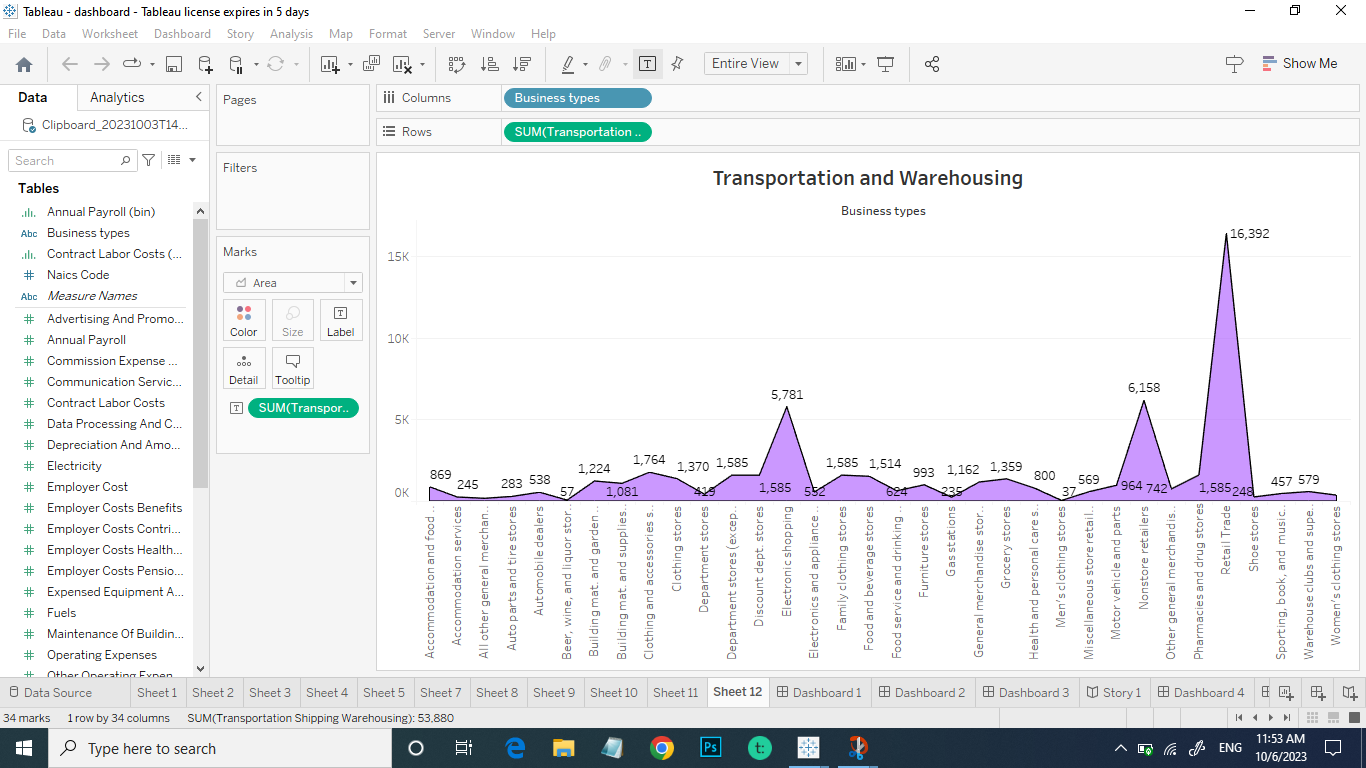 Tableau - dashboard - Tableau license expires in 5 days
File Data Worksheet Dashboard Story Analysis Map Format Server Window Help
Entire View
Show Me
Data Analytics
Clipboard_20231003T14...
Search
Tables
Annual Payroll (bin)
Abc Business types
Contract Labor Costs (...
Naics Code
Abc Measure Names
Advertising And Promo...
Annual Payroll
Commission Expense ...
Communication Servic...
Contract Labor Costs
Data Processing And C...
Depreciation And Amo...
Electricity
Employer Cost
Employer Costs Benefits
Employer Costs Contri...
Employer Costs Health...
Employer Costs Pensio...
Expensed Equipment A...
Fuels
Maintenance Of Buildin...
Operating Expenses
Other Operating Expen
Pages
Filters
Marks
Area
Color Size Label
Detail Tooltip
SUM(Transpor..
Columns Business types
Rows SUM(Transportation ..
Transportation and Warehousing
Business types
15K
10K
5K
0K
869
245
283
538
57
1,224
1,081
1,764
1,370
419
1,585
1,585
5,781
552
1,585
1,514
624
993
235
1,162
1,359
800
37
569
964
6,158
742
1,585
16,392
248
457
579
Accommodation and food ..
Accommodation services
All other general merchan..
Auto parts and tire stores
Automobile dealers
Beer, wine, and liquor stor..
Building mat. and garden ..
Building mat. and supplies..
Clothing and accessories s..
Clothing stores
Department stores
Department stores (excep..
Discount dept. stores
Electronic shopping
Electronics and appliance ..
Family clothing stores
Food and beverage stores
Food service and drinking ..
Furniture stores
Gas stations
General merchandise stor..
Grocery stores
Health and personal care s..
Men's clothing stores
Miscellaneous store retail..
Motor vehicle and parts
Nonstore retailers
Other general merchandis..
Pharmacies and drug stores
Retail Trade
Shoe stores
Sporting, book, and music..
Warehouse clubs and supe..
Women's clothing stores
Data Source Sheet 1 Sheet 2 Sheet 3 Sheet 4 Sheet 5 Sheet 7 Sheet 8 Sheet 9 Sheet 10 Sheet 11 Sheet 12 Dashboard 1 Dashboard 2 Dashboard 3 Story 1 Dashboard 4
34 marks 1 row by 34 columns SUM(Transportation Shipping Warehousing): 53,880
Type here to search
Ps
t:
ENG
11:53 AM
10/6/2023